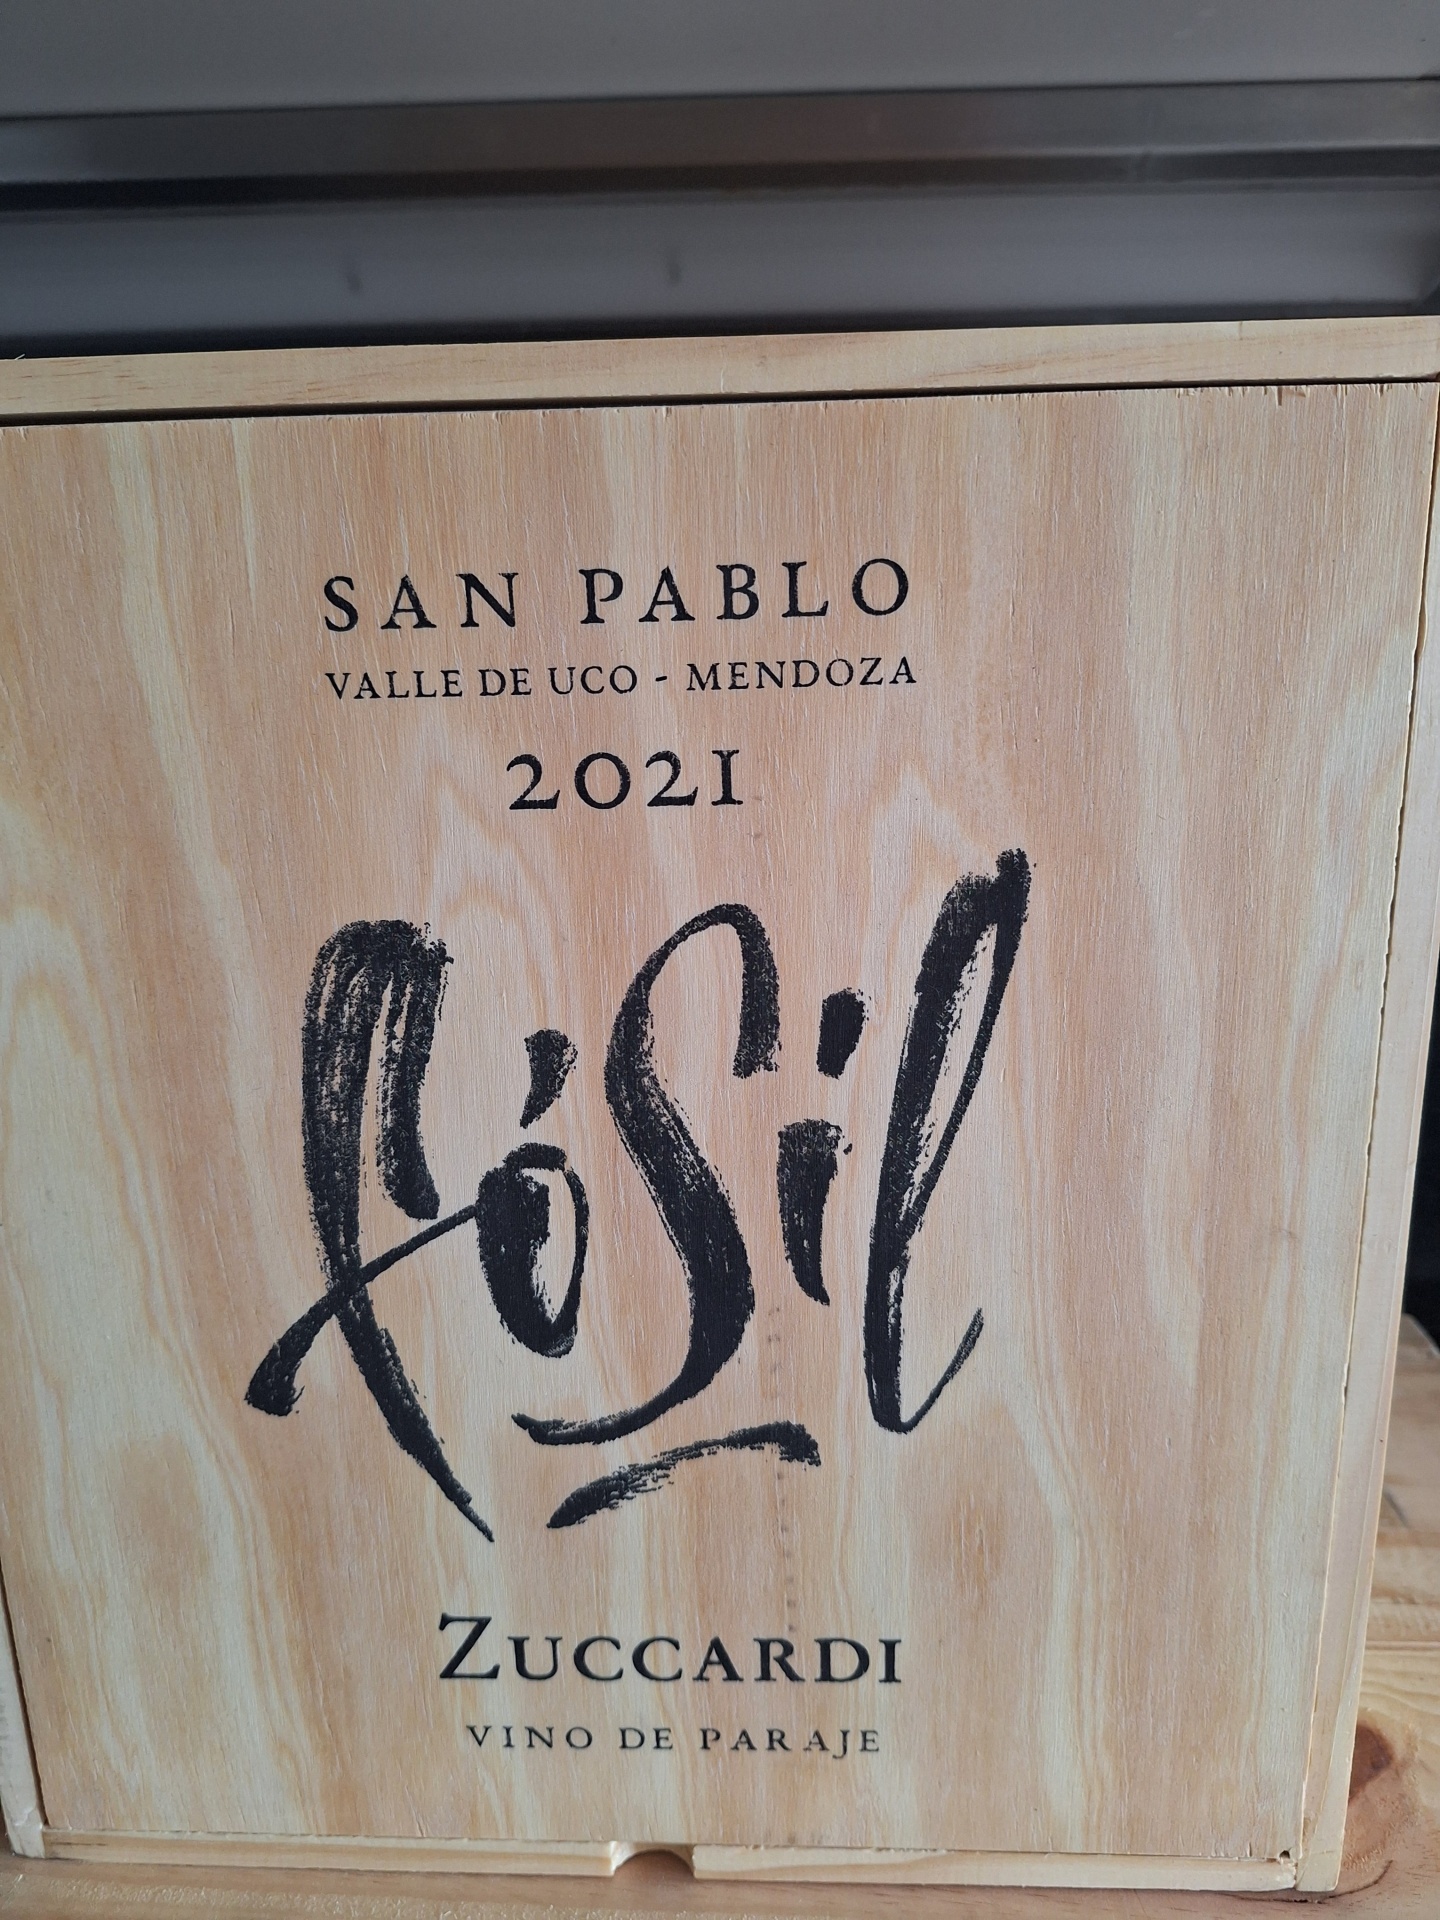 SAN PABLO
VALLE DE UCO - MENDOZA
2021
fóSil
ZUCCARDI
VINO DE PARAJE